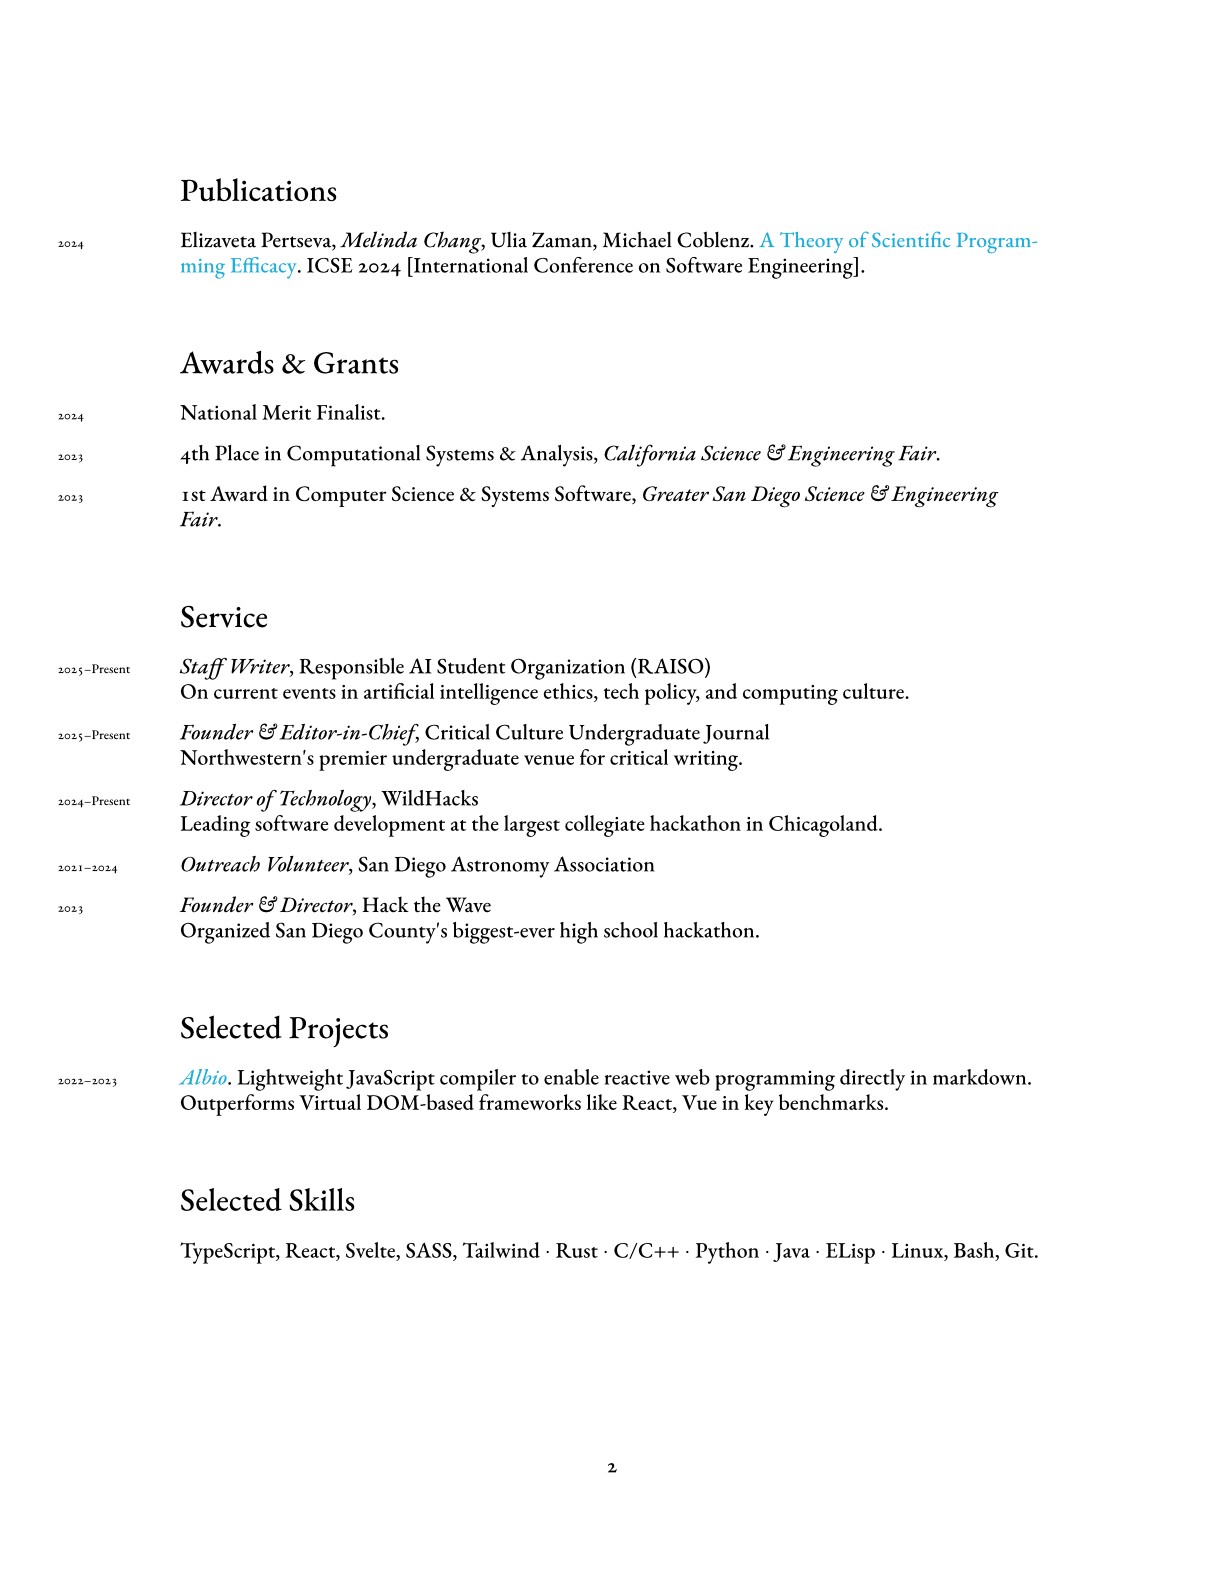 Publications
2024 Elizaveta Pertseva, Melinda Chang, Ulia Zaman, Michael Coblenz. A Theory of Scientific Program-
ming Efficacy. ICSE 2024 [International Conference on Software Engineering].
Awards & Grants
2024 National Merit Finalist.
2023 4th Place in Computational Systems & Analysis, California Science & Engineering Fair.
2023 1st Award in Computer Science & Systems Software, Greater San Diego Science & Engineering
Fair.
Service
2025–Present Staff Writer, Responsible AI Student Organization (RAISO)
On current events in artificial intelligence ethics, tech policy, and computing culture.
2025–Present Founder & Editor-in-Chief, Critical Culture Undergraduate Journal
Northwestern's premier undergraduate venue for critical writing.
2024–Present Director of Technology, WildHacks
Leading software development at the largest collegiate hackathon in Chicagoland.
2021–2024 Outreach Volunteer, San Diego Astronomy Association
2023 Founder & Director, Hack the Wave
Organized San Diego County's biggest-ever high school hackathon.
Selected Projects
2022–2023 Albio. Lightweight JavaScript compiler to enable reactive web programming directly in markdown.
Outperforms Virtual DOM-based frameworks like React, Vue in key benchmarks.
Selected Skills
TypeScript, React, Svelte, SASS, Tailwind · Rust · C/C++ · Python · Java · ELisp · Linux, Bash, Git.
2